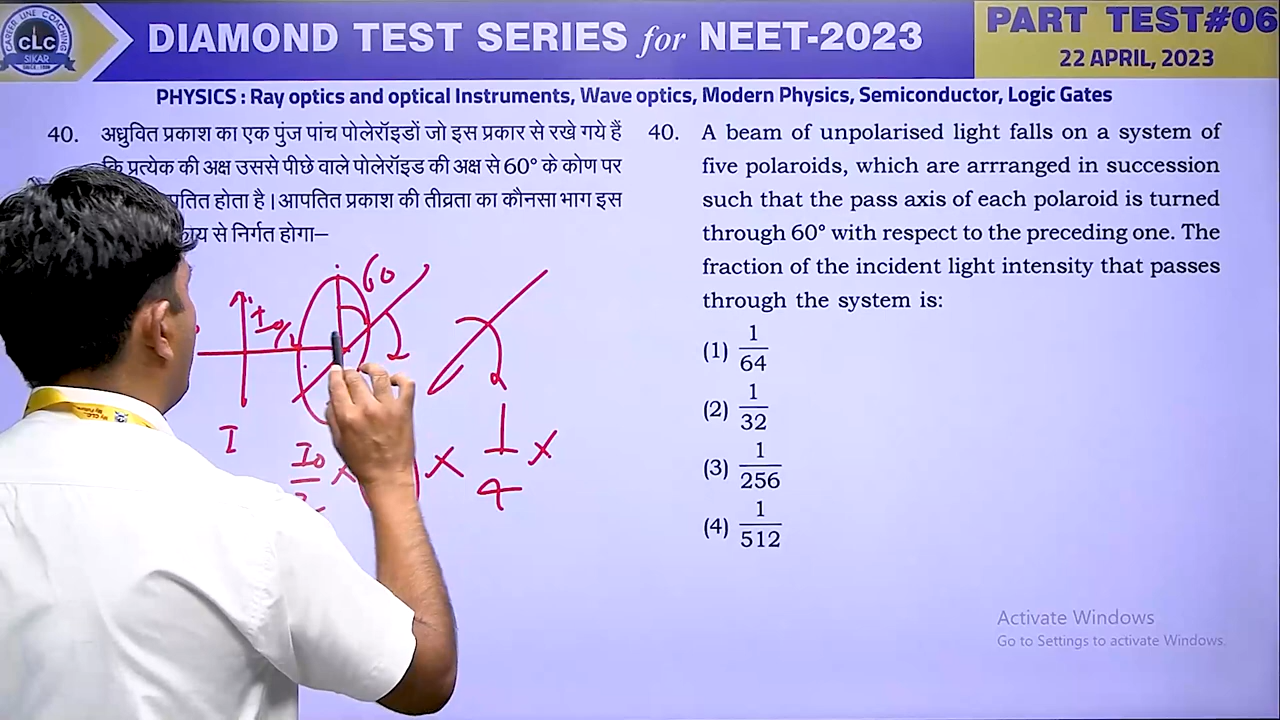 CAREER LINE COACHING
CLC
SIKAR
DIAMOND TEST SERIES for NEET-2023
PART TEST#06
22 APRIL, 2023
PHYSICS : Ray optics and optical Instruments, Wave optics, Modern Physics, Semiconductor, Logic Gates
40. अध्रुवित प्रकाश का एक पुंज पांच पोलेरॉइडों जो इस प्रकार से रखे गये हैं
कि प्रत्येक की अक्ष उससे पीछे वाले पोलेरॉइड की अक्ष से 60° के कोण पर
होता है। आपतित प्रकाश की तीव्रता का कौनसा भाग इस
से निर्गत होगा–
40. A beam of unpolarised light falls on a system of
five polaroids, which are arrranged in succession
such that the pass axis of each polaroid is turned
through 60° with respect to the preceding one. The
fraction of the incident light intensity that passes
through the system is:
(1) 1/64
(2) 1/32
(3) 1/256
(4) 1/512
60
I
I0
× 1/4 ×
Activate Windows
Go to Settings to activate Windows.